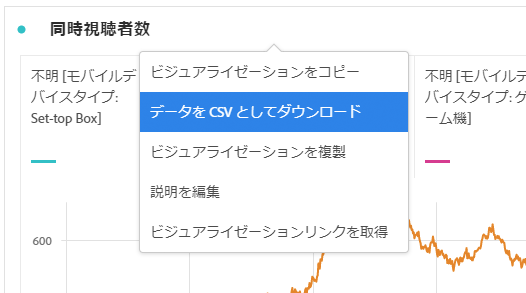 同時視聴者数
ビジュアライゼーションをコピー
データを CSV としてダウンロード
ビジュアライゼーションを複製
説明を編集
ビジュアライゼーションリンクを取得
不明 [モバイルデ
バイスタイプ:
Set-top Box]
不明 [モバイルデ
バイスタイプ: ゲ
ーム機]
600